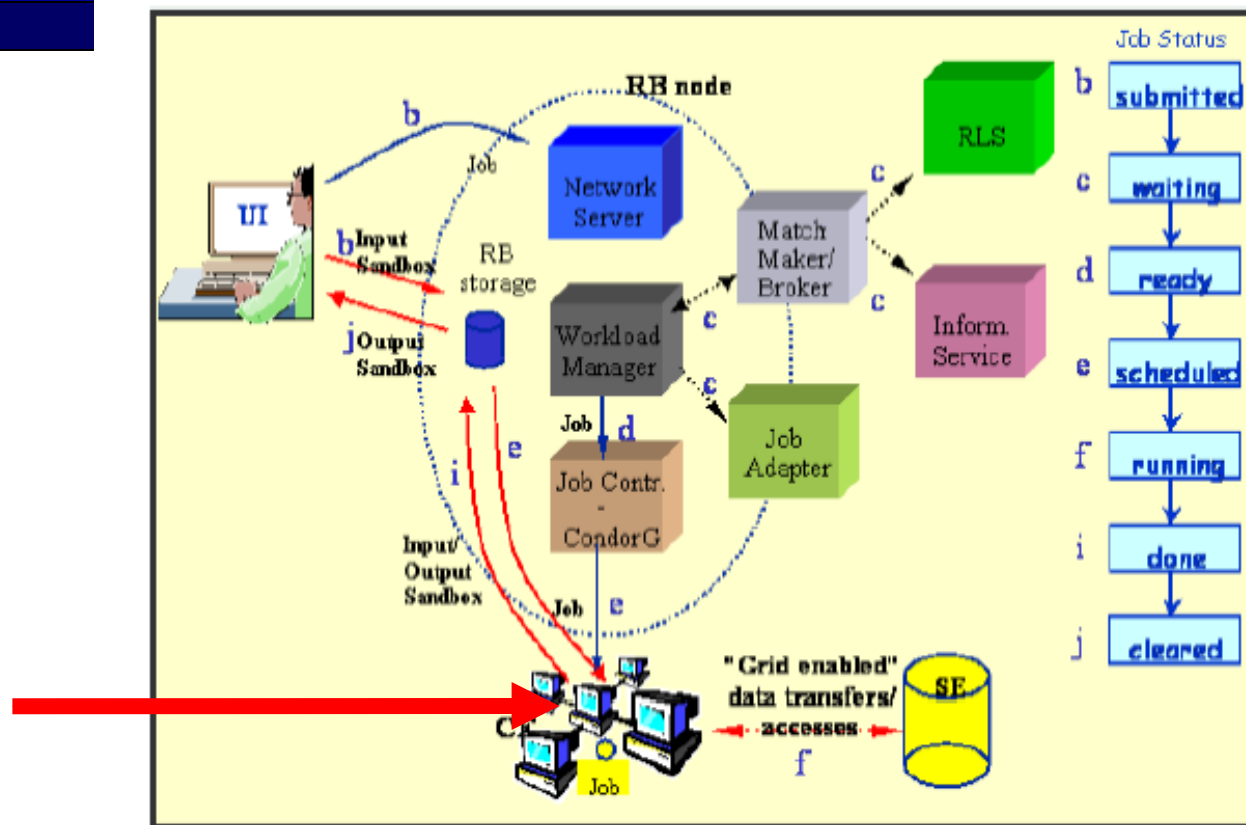 Job Status
RB node
b
submitted
b
RLS
Job
c
Network
Server
c
waiting
UI
Match
Maker/
Broker
b
Input
Sandbox
RB
storage
d
ready
c
c
Inform.
Service
j
Output
Sandbox
Workload
Manager
c
e
scheduled
Job
d
Job
Adapter
e
i
f
running
Job Contr.
-
CondorG
Input/
Output
Sandbox
i
done
Job
e
j
cleared
"Grid enabled"
data transfers/
accesses
f
SE
Job